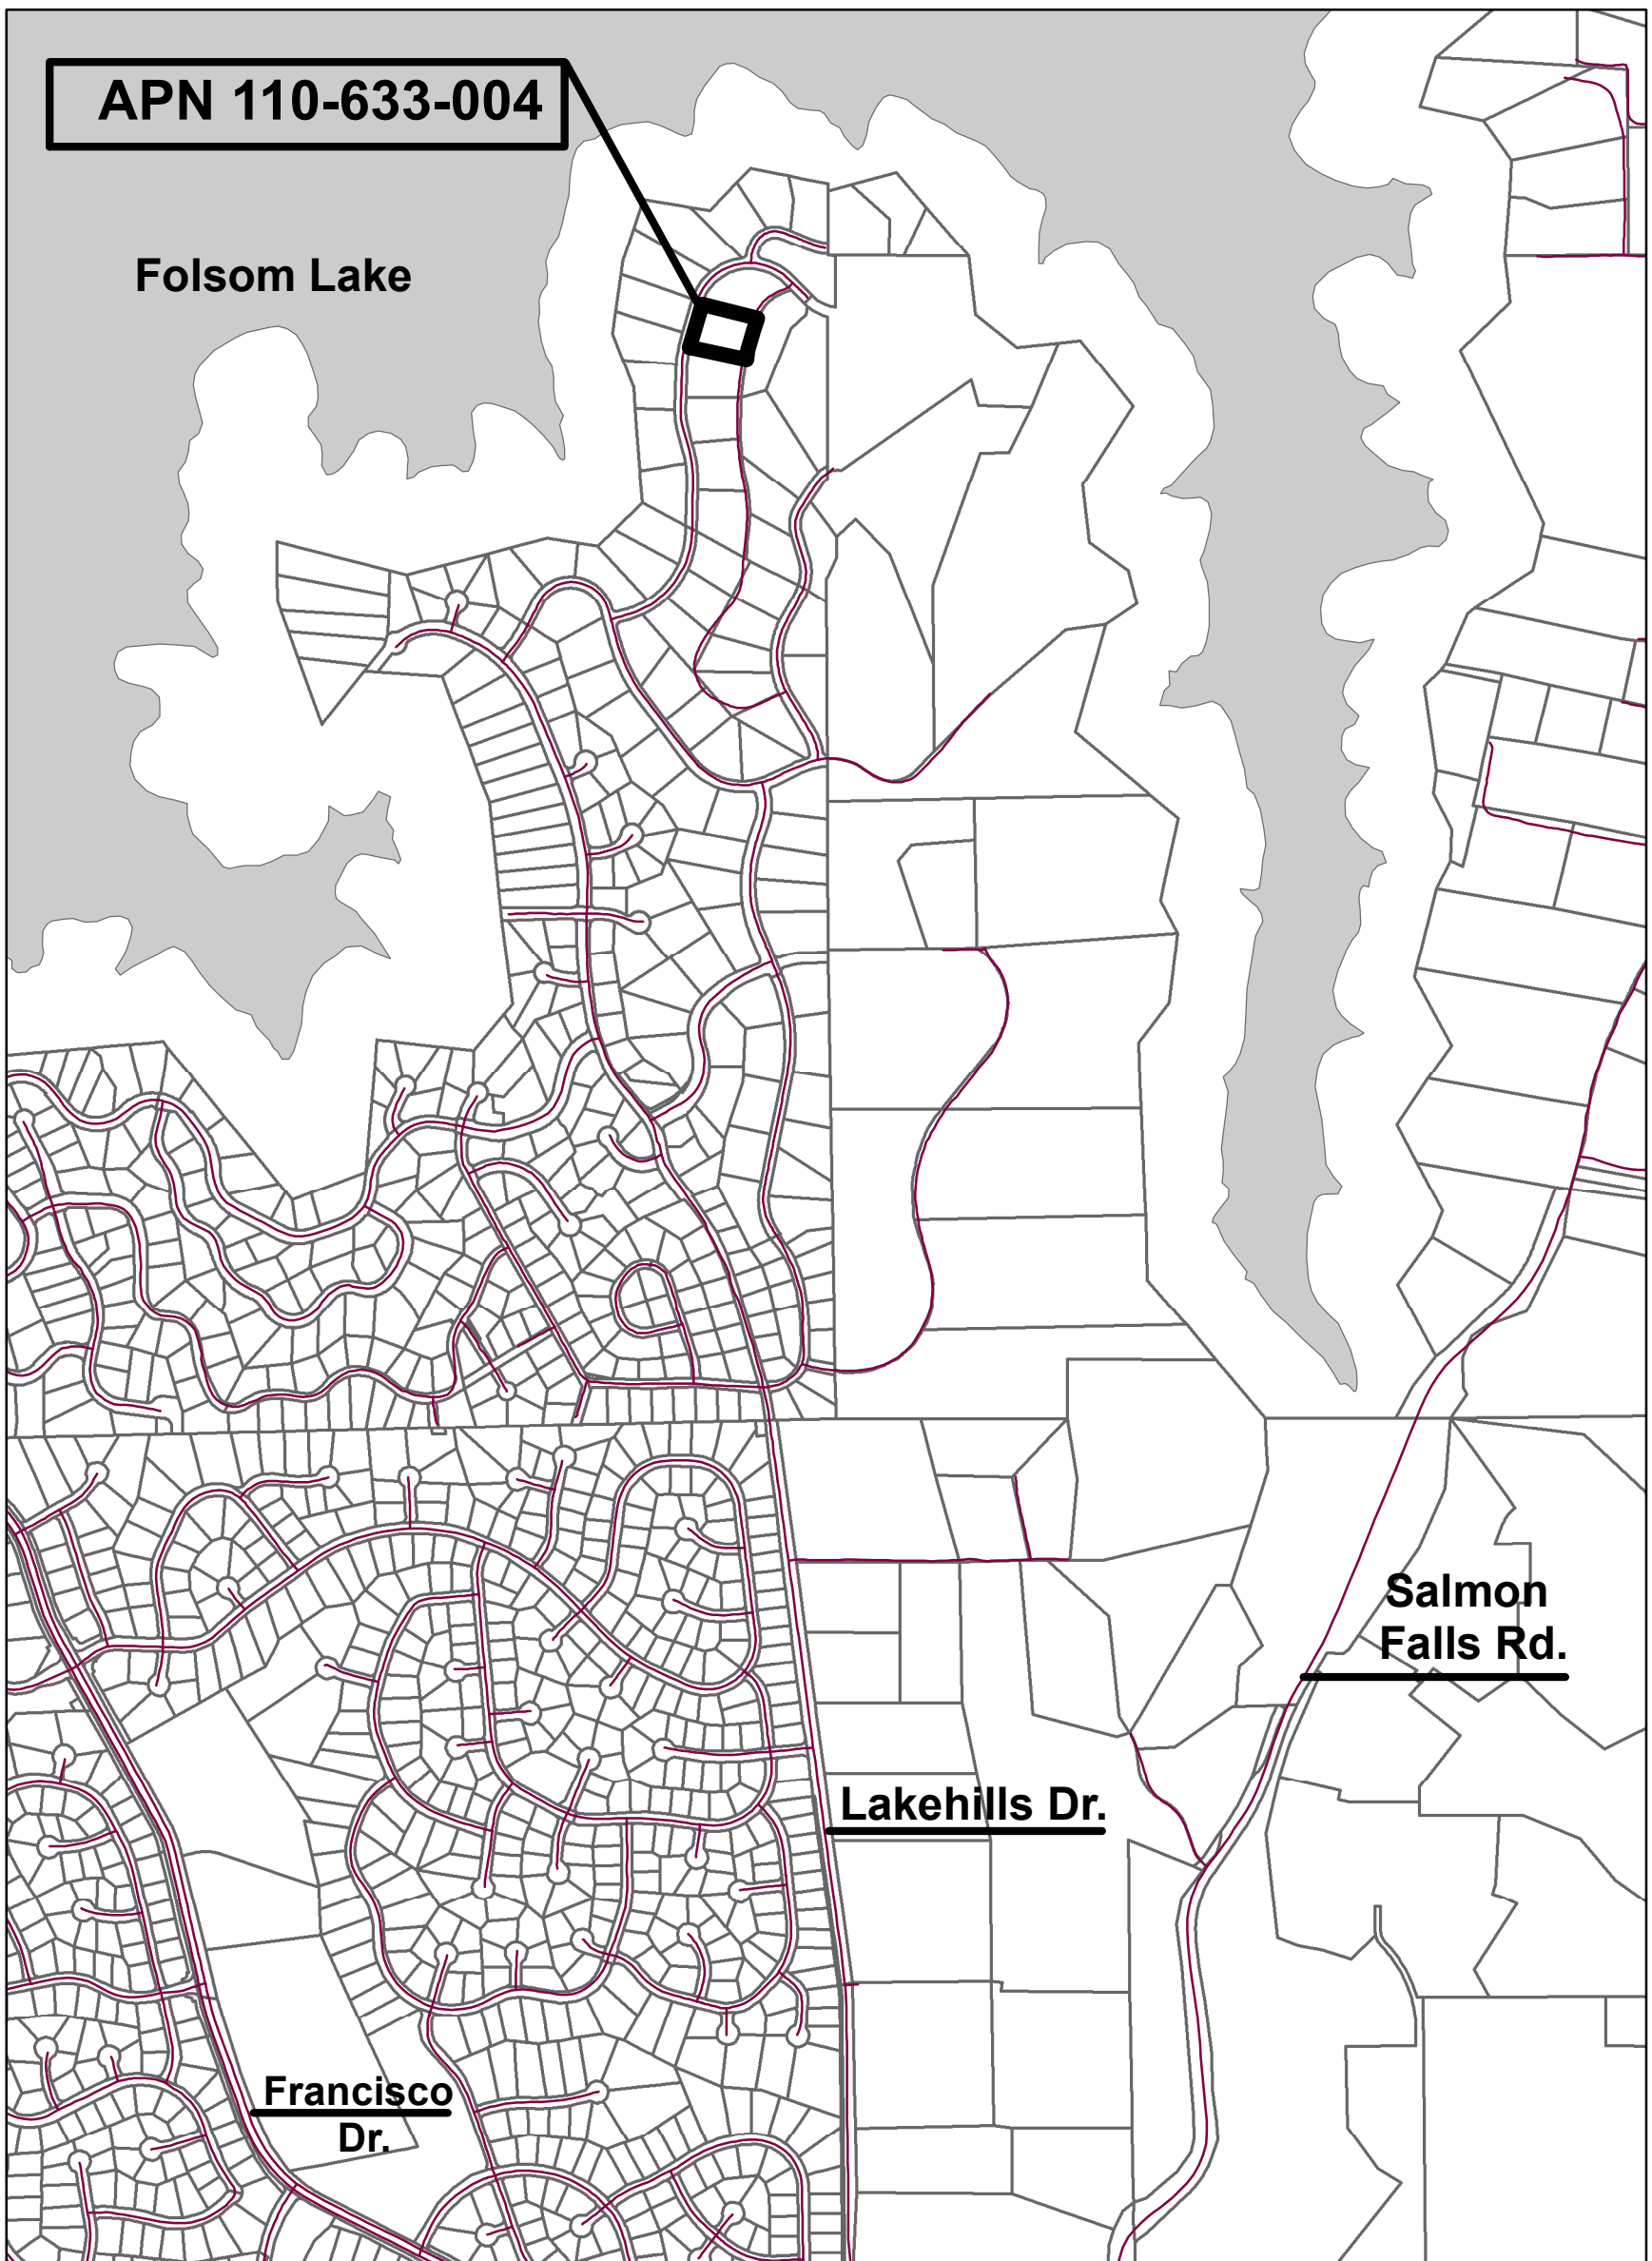 APN 110-633-004
Folsom Lake
Salmon
Falls Rd.
Lakehills Dr.
Francisco
Dr.